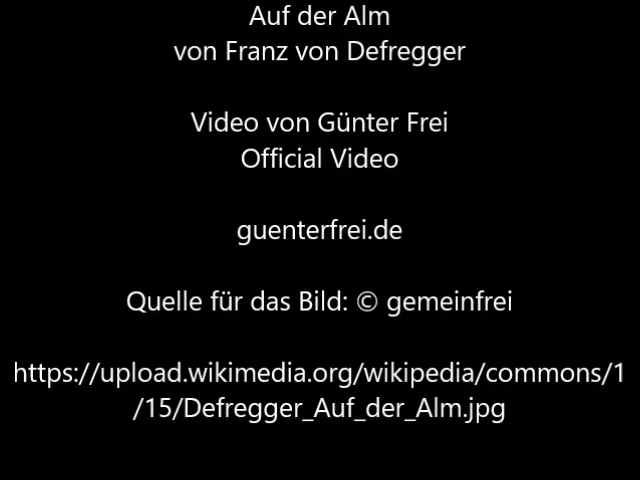 Auf der Alm
von Franz von Defregger
Video von Günter Frei
Official Video
guenterfrei.de
Quelle für das Bild: © gemeinfrei
https://upload.wikimedia.org/wikipedia/commons/1
/15/Defregger_Auf_der_Alm.jpg